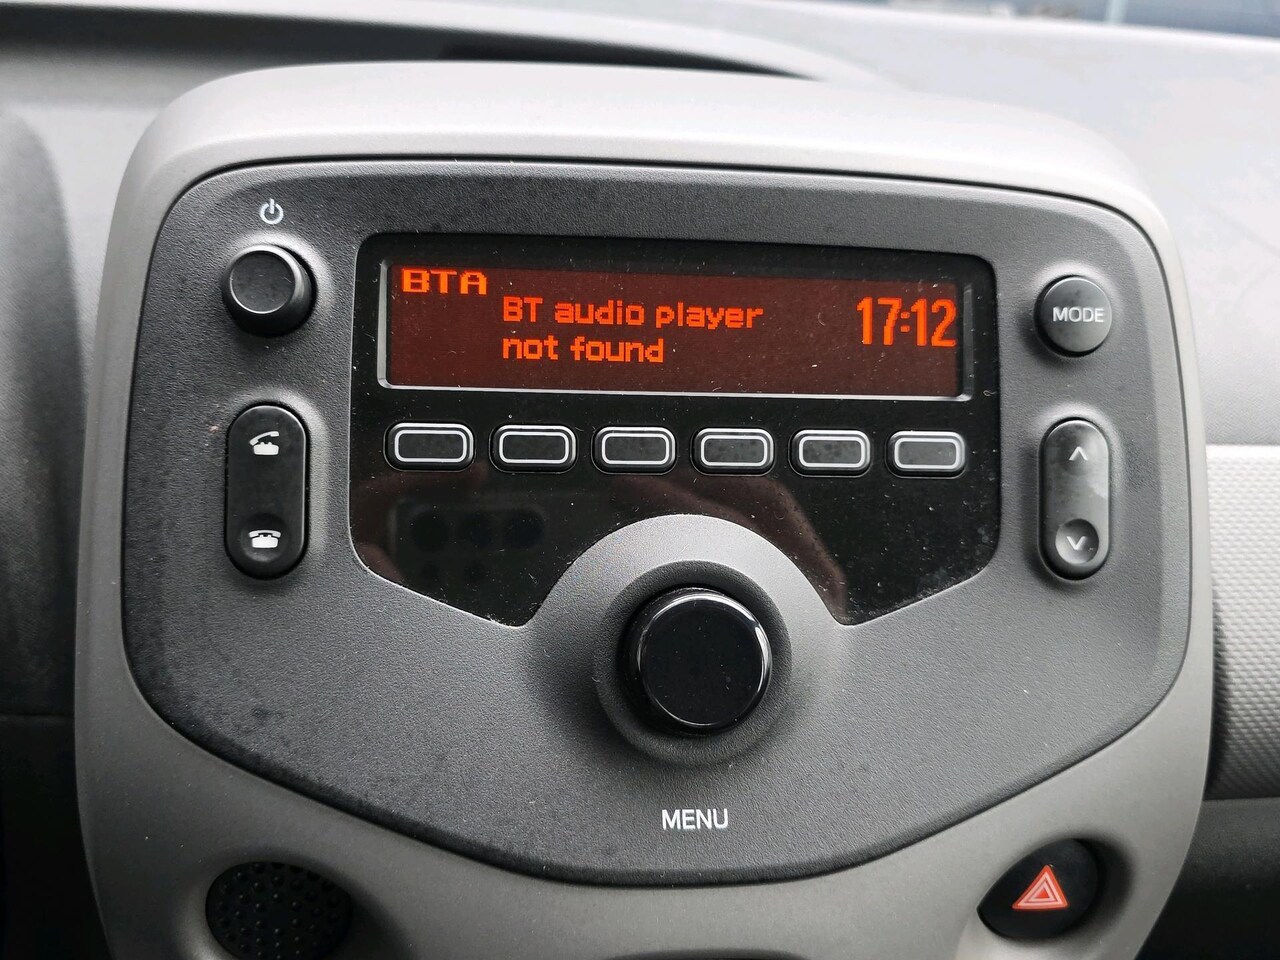 BTA
BT audio player
not found
17:12
MODE
MENU